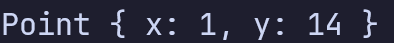 Point { x: 1, y: 14 }